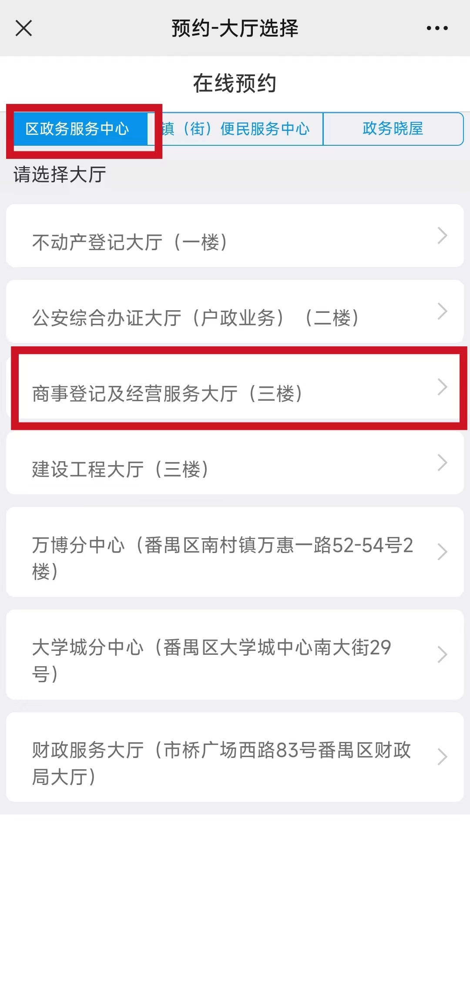 预约-大厅选择
在线预约
区政务服务中心
镇（街）便民服务中心
政务晓屋
请选择大厅
不动产登记大厅（一楼）
公安综合办证大厅（户政业务）（二楼）
商事登记及经营服务大厅（三楼）
建设工程大厅（三楼）
万博分中心（番禺区南村镇万惠一路52-54号2
楼）
大学城分中心（番禺区大学城中心南大街29
号）
财政服务大厅（市桥广场西路83号番禺区财政
局大厅）